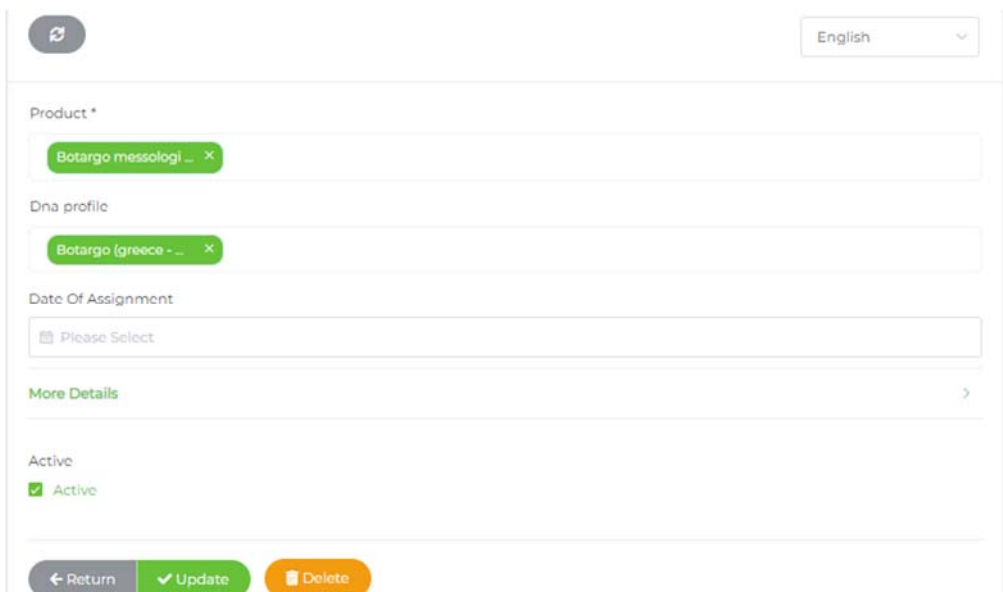 English
Product *
Botargo messologi ... ×
Dna profile
Botargo (greece - ... ×
Date Of Assignment
Please Select
More Details
Active
Active
Return Update Delete